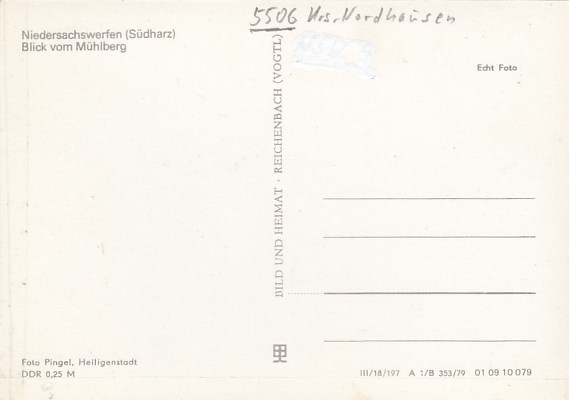 5506 Krs. Nordhausen
Niedersachswerfen (Südharz)
Blick vom Mühlberg
Echt Foto
BILD UND HEIMAT · REICHENBACH (VOGTL)
Foto Pingel, Heiligenstadt
DDR 0,25 M
III/18/197 A 1/B 353/79 01 09 10 079